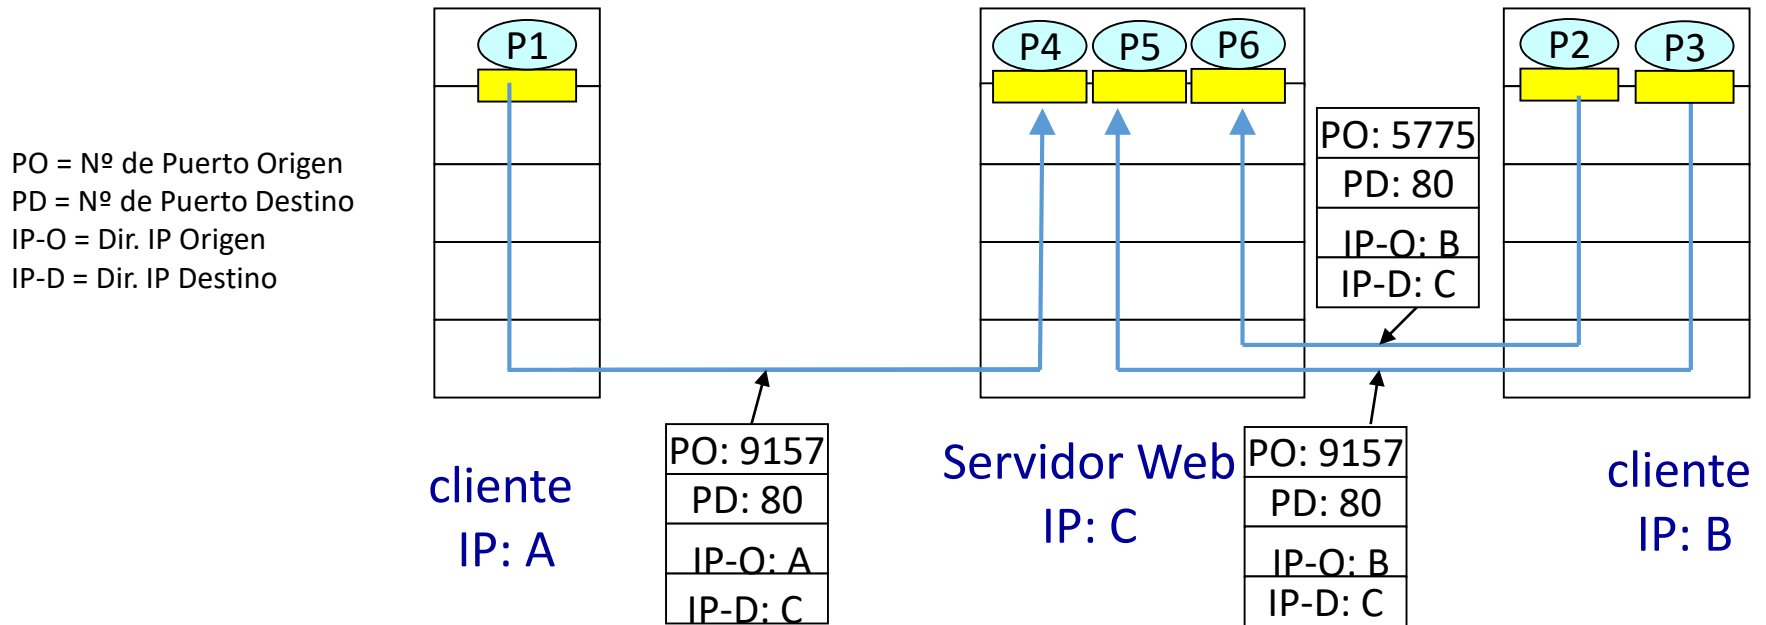 P1
P4
P5
P6
P2
P3
PO = Nº de Puerto Origen
PD = Nº de Puerto Destino
IP-O = Dir. IP Origen
IP-D = Dir. IP Destino
PO: 5775
PD: 80
IP-O: B
IP-D: C
PO: 9157
PD: 80
IP-O: A
IP-D: C
PO: 9157
PD: 80
IP-O: B
IP-D: C
cliente
IP: A
Servidor Web
IP: C
cliente
IP: B